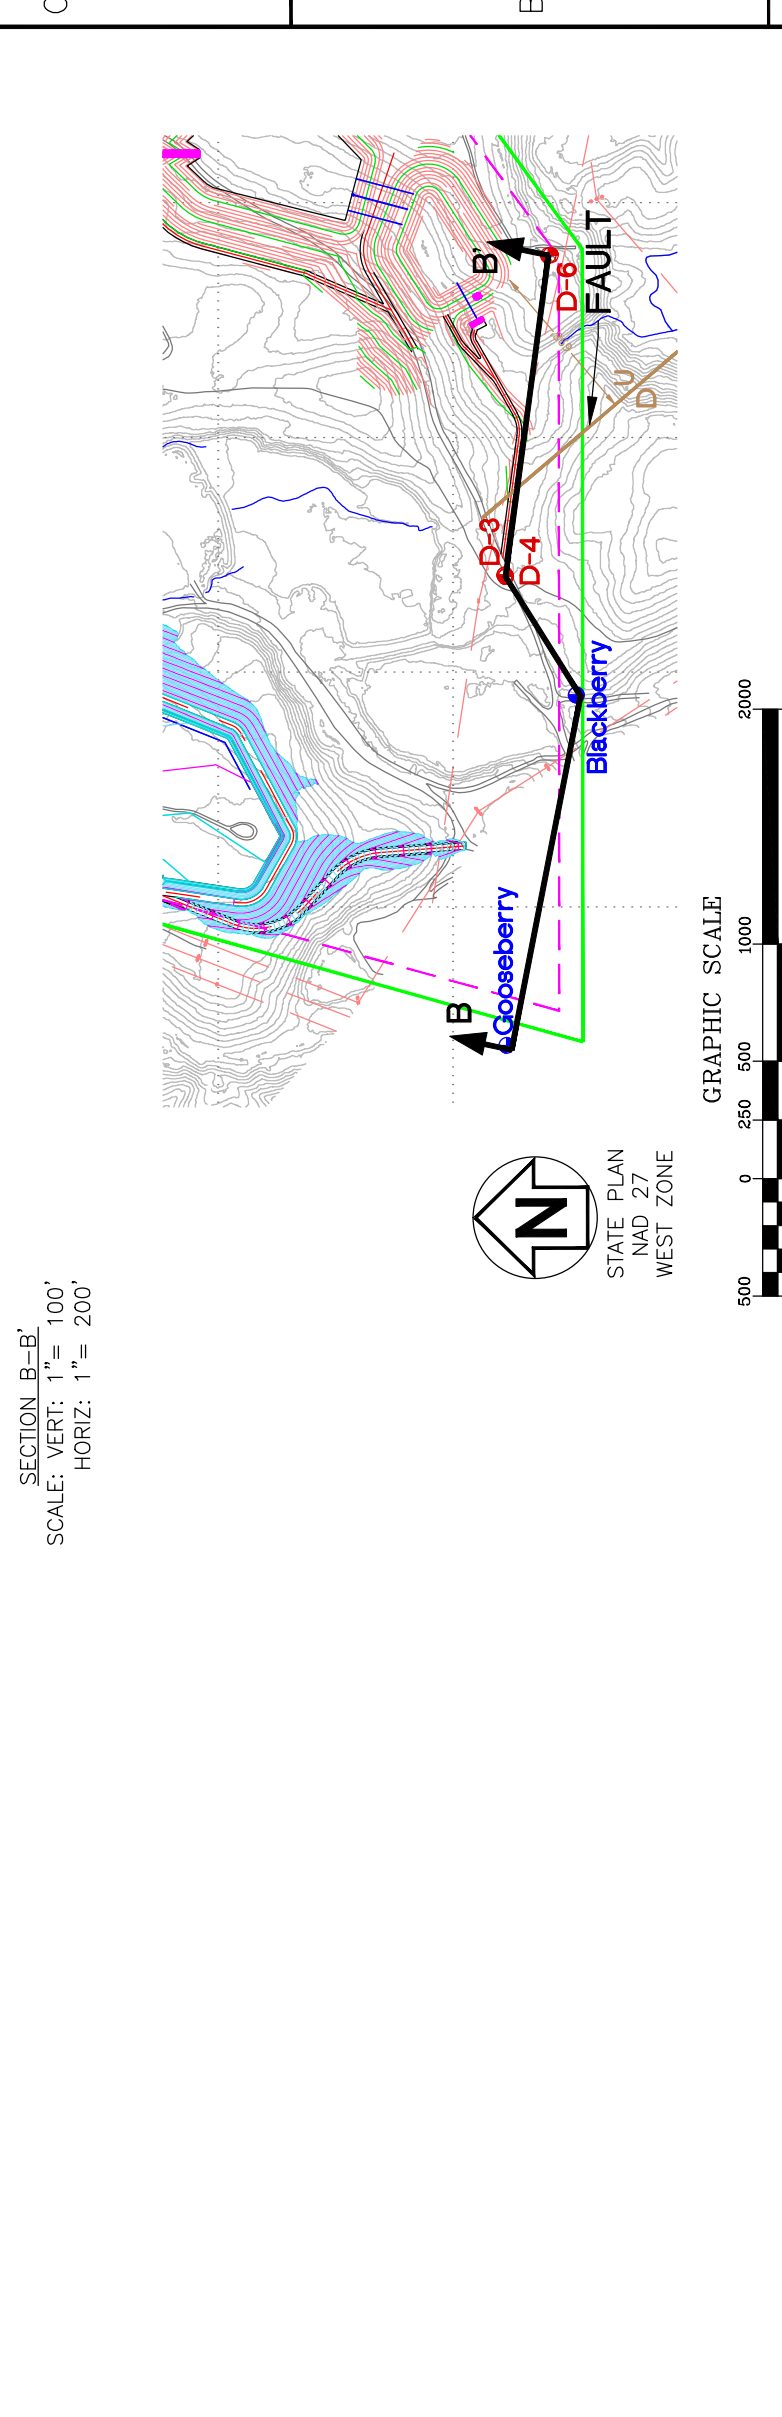 C
B
SECTION B-B'
SCALE: VERT: 1"= 100'
HORIZ: 1"= 200'
B
Gooseberry
Blackberry
D-3
D-4
B'
D-6
FAULT
U
D
N
STATE PLAN
NAD 27
WEST ZONE
GRAPHIC SCALE
500
0
250
500
1000
2000